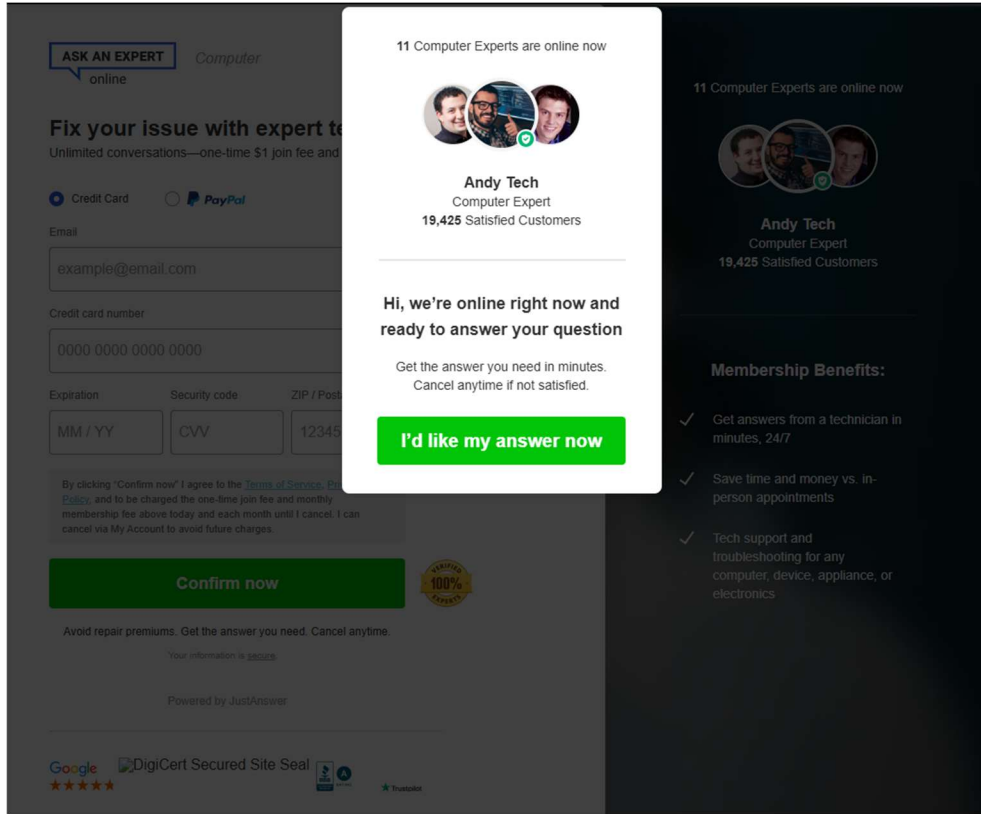 ASK AN EXPERT
online
Computer
Fix your issue with expert te
Unlimited conversations—one-time $1 join fee and
Credit Card
PayPal
Email
example@email.com
Credit card number
0000 0000 0000 0000
Expiration
Security code
ZIP /
MM / YY
CVV
12345
By clicking “Confirm now” I agree to the Terms of Service,
Policy, and to be charged the one-time join fee and monthly
membership fee above today and each month until I cancel. I can
cancel via My Account to avoid future charges.
Confirm now
VERIFIED
100%
EXPERTS
Avoid repair premiums. Get the answer you need. Cancel anytime.
Your information is secure.
Powered by JustAnswer
Google
DigiCert Secured Site Seal
Trustpilot
11 Computer Experts are online now
Andy Tech
Computer Expert
19,425 Satisfied Customers
Hi, we’re online right now and
ready to answer your question
Get the answer you need in minutes.
Cancel anytime if not satisfied.
I’d like my answer now
11 Computer Experts are online now
Andy Tech
Computer Expert
19,425 Satisfied Customers
Membership Benefits:
Get answers from a technician in
minutes, 24/7
Save time and money vs. in-
person appointments
Tech support and
troubleshooting for any
computer, device, appliance, or
electronics